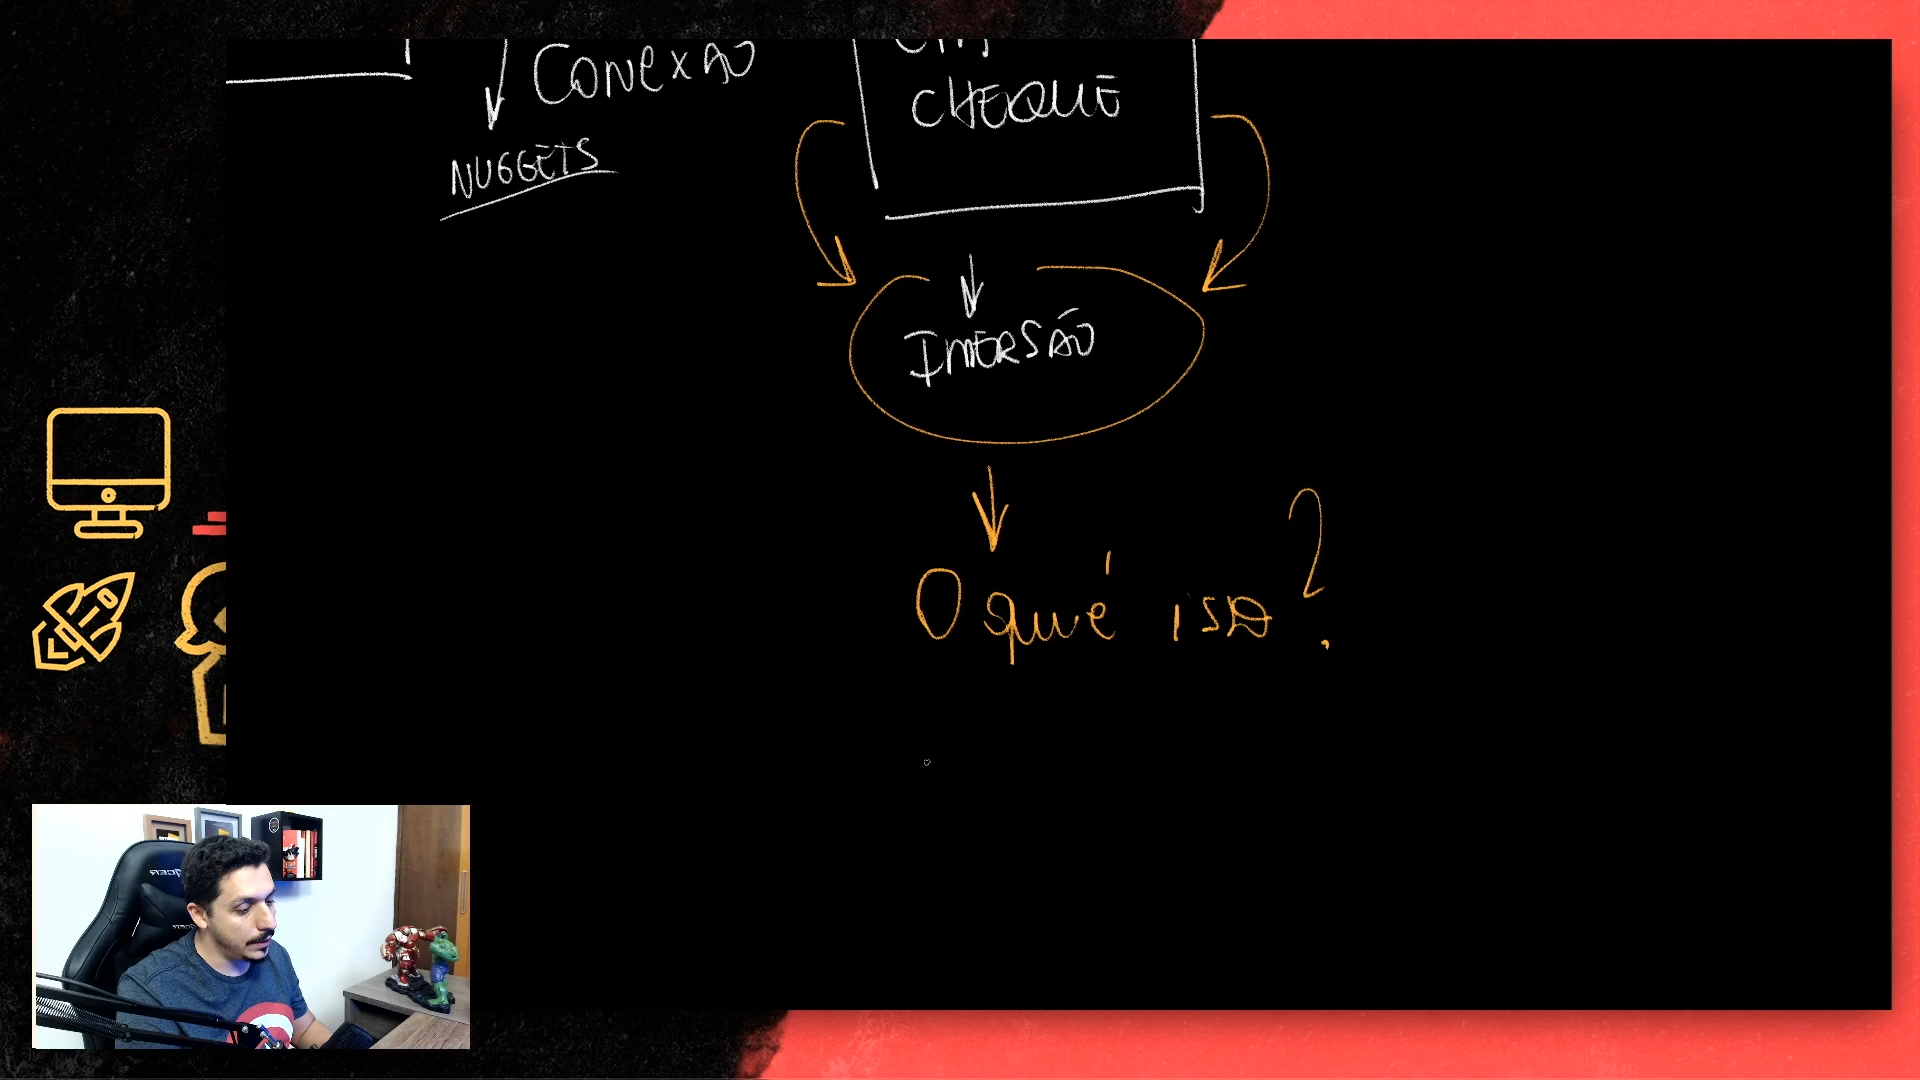 CONEXÃO
NUGGETS
CHEQUE
IMERSÃO
O que é isso?